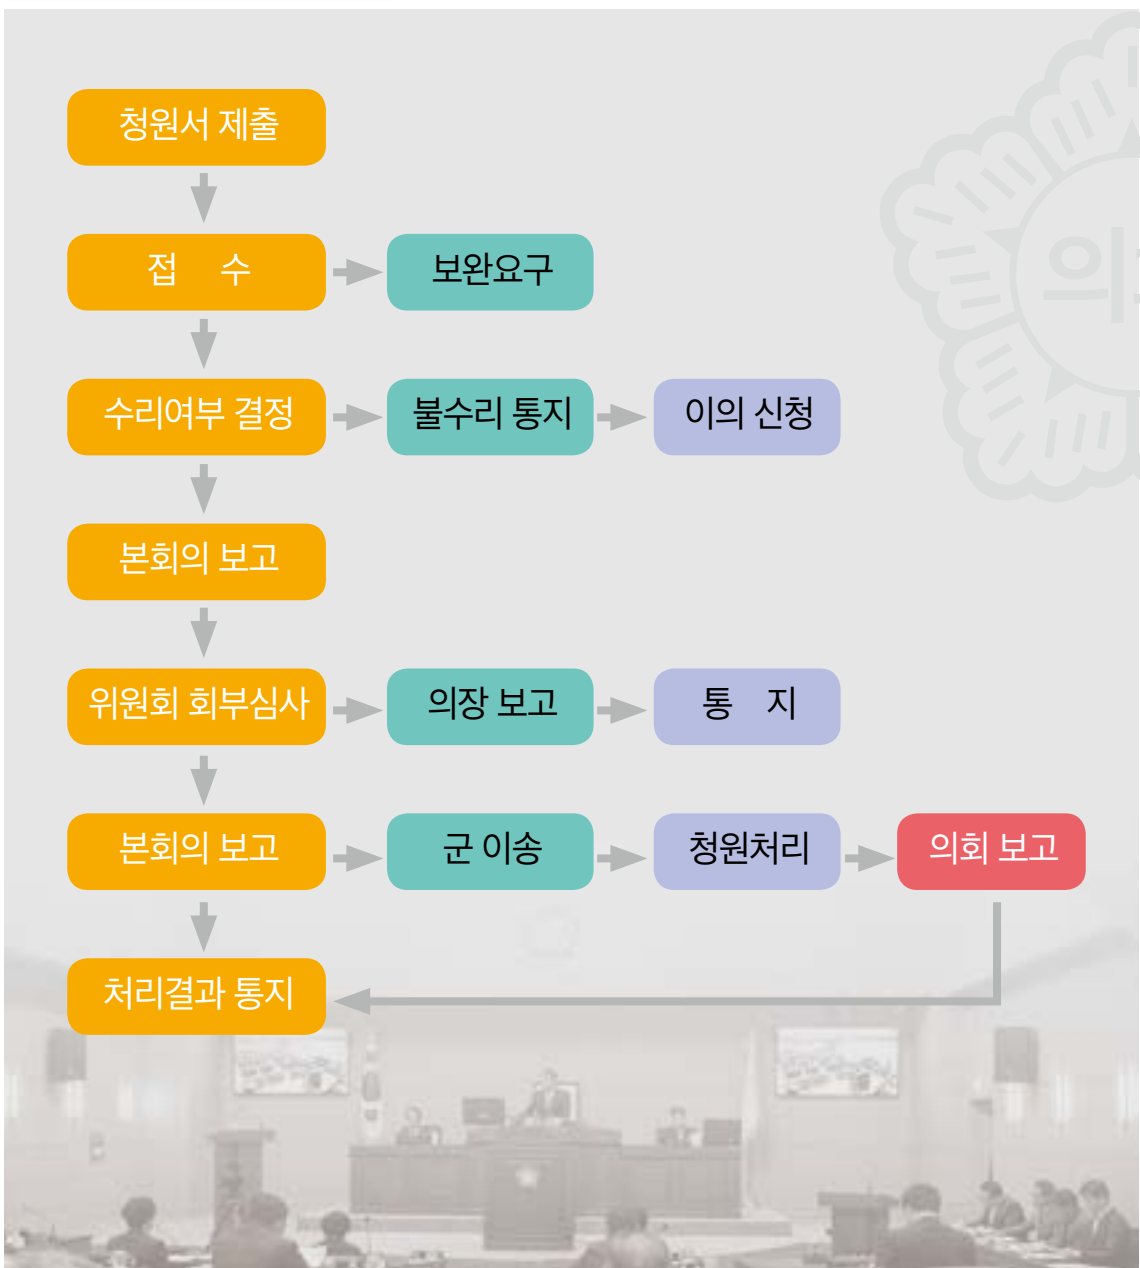 청원서 제출
접 수
보완요구
수리여부 결정
불수리 통지
이의 신청
본회의 보고
위원회 회부심사
의장 보고
통 지
본회의 보고
군 이송
청원처리
의회 보고
처리결과 통지